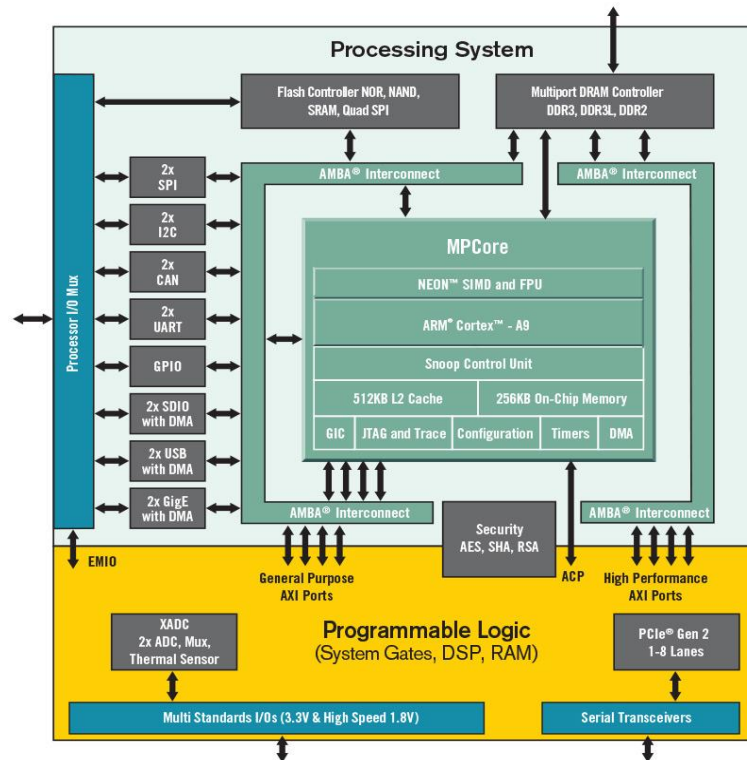 Processing System
Flash Controller NOR, NAND,
SRAM, Quad SPI
Multiport DRAM Controller
DDR3, DDR3L, DDR2
AMBA® Interconnect
AMBA® Interconnect
Processor I/O Mux
2x
SPI
2x
I2C
2x
CAN
2x
UART
GPIO
2x SDIO
with DMA
2x USB
with DMA
2x GigE
with DMA
MPCore
NEON™ SIMD and FPU
ARM® Cortex™ - A9
Snoop Control Unit
512KB L2 Cache
256KB On-Chip Memory
GIC
JTAG and Trace
Configuration
Timers
DMA
AMBA® Interconnect
Security
AES, SHA, RSA
AMBA® Interconnect
EMIO
General Purpose
AXI Ports
ACP
High Performance
AXI Ports
XADC
2x ADC, Mux,
Thermal Sensor
Programmable Logic
(System Gates, DSP, RAM)
PCIe® Gen 2
1-8 Lanes
Multi Standards I/Os (3.3V & High Speed 1.8V)
Serial Transceivers